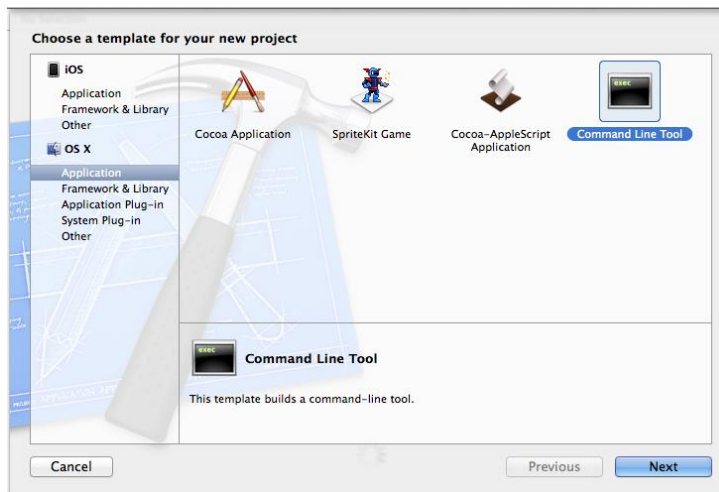 Choose a template for your new project
iOS
Application
Framework & Library
Other
OS X
Application
Framework & Library
Application Plug-in
System Plug-in
Other
Cocoa Application
SpriteKit Game
Cocoa-AppleScript
Application
exec
Command Line Tool
exec
Command Line Tool
This template builds a command-line tool.
Cancel
Previous
Next